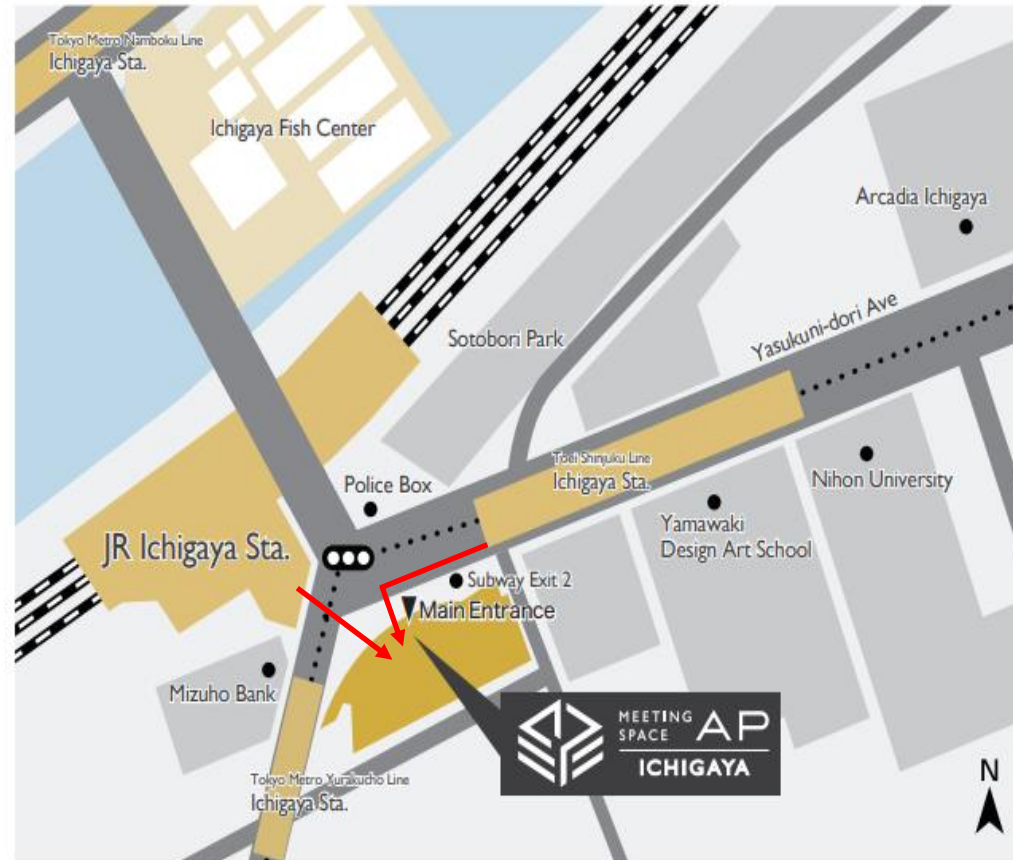 Tokyo Metro Namboku Line
Ichigaya Sta.
Ichigaya Fish Center
Arcadia Ichigaya
Sotobori Park
Yasukuni-dori Ave
Toei Shinjuku Line
Ichigaya Sta.
Nihon University
Police Box
Yamawaki
Design Art School
JR Ichigaya Sta.
Subway Exit 2
Main Entrance
Mizuho Bank
MEETING
SPACE AP
ICHIGAYA
Tokyo Metro Yurakucho Line
Ichigaya Sta.
N